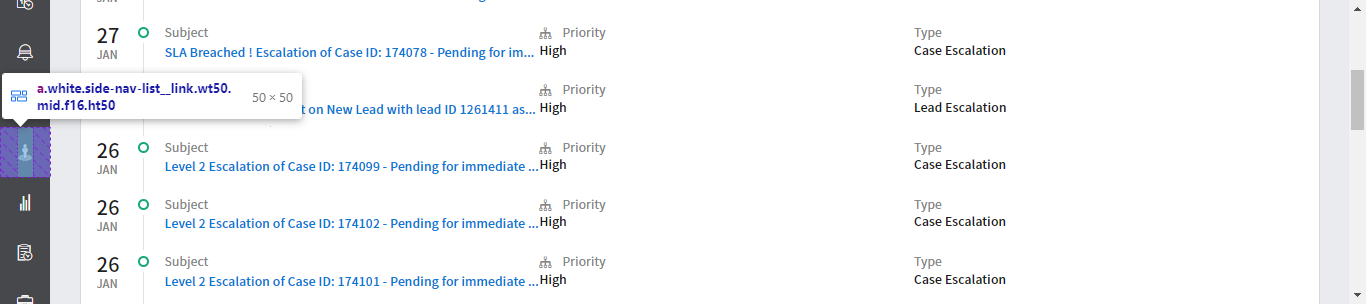 JAN
27
JAN
Subject
SLA Breached ! Escalation of Case ID: 174078 - Pending for im...
Priority
High
Type
Case Escalation
a.white.side-nav-list__link.wt50.
mid.f16.ht50
50 × 50
t on New Lead with lead ID 1261411 as...
Priority
High
Type
Lead Escalation
26
JAN
Subject
Level 2 Escalation of Case ID: 174099 - Pending for immediate ...
Priority
High
Type
Case Escalation
26
JAN
Subject
Level 2 Escalation of Case ID: 174102 - Pending for immediate ...
Priority
High
Type
Case Escalation
26
JAN
Subject
Level 2 Escalation of Case ID: 174101 - Pending for immediate ...
Priority
High
Type
Case Escalation